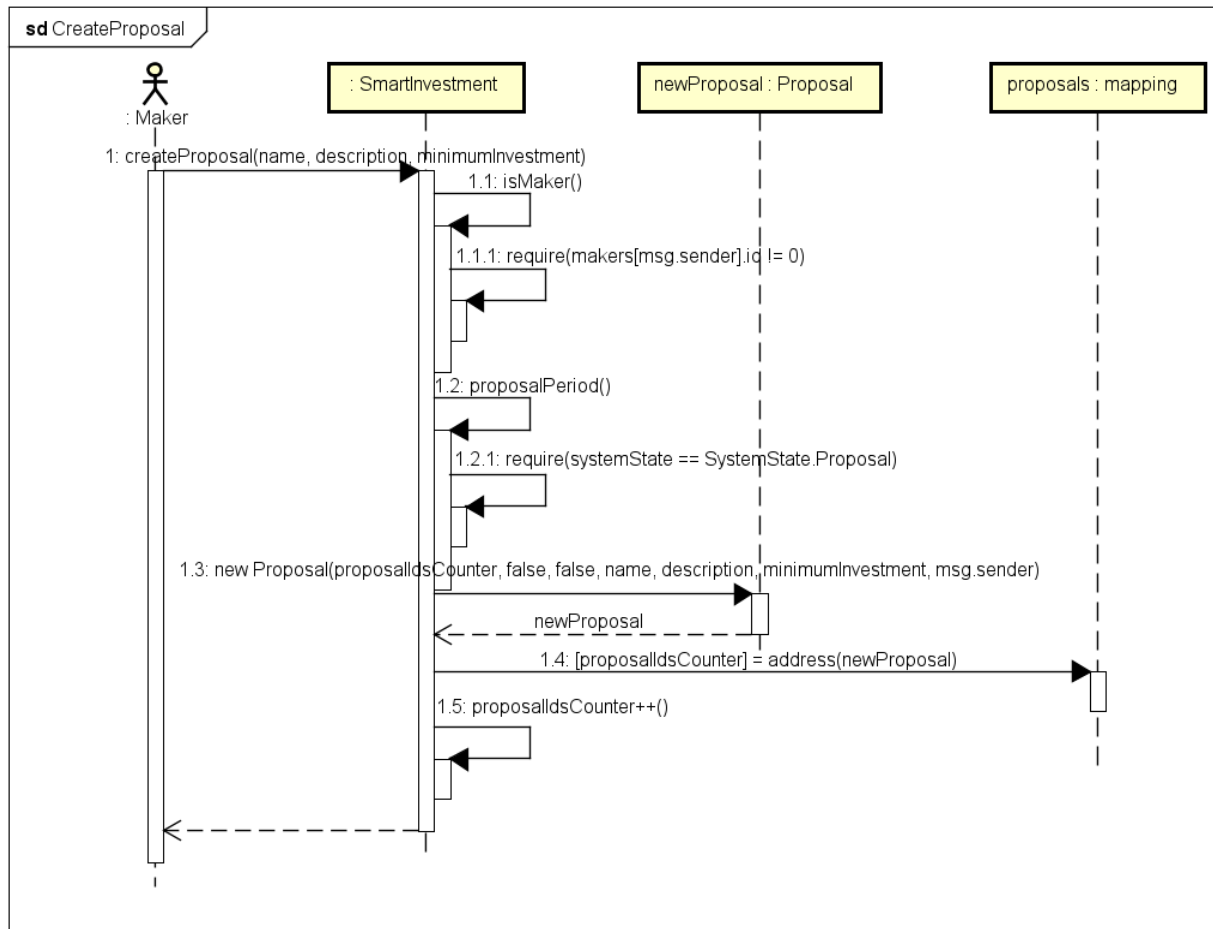 sd CreateProposal
: Maker
: SmartInvestment
newProposal : Proposal
proposals : mapping
1: createProposal(name, description, minimumInvestment)
1.1: isMaker()
1.1.1: require(makers[msg.sender].id != 0)
1.2: proposalPeriod()
1.2.1: require(systemState == SystemState.Proposal)
1.3: new Proposal(proposalIdsCounter, false, false, name, description, minimumInvestment, msg.sender)
newProposal
1.4: [proposalIdsCounter] = address(newProposal)
1.5: proposalIdsCounter++()